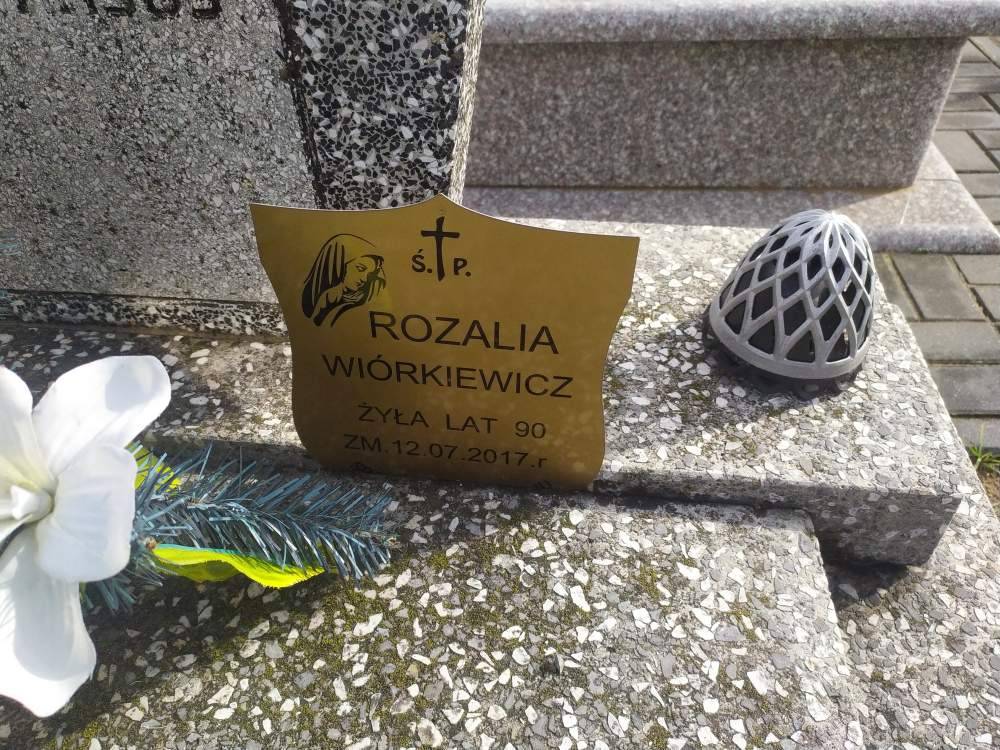 Ś. P.
ROZALIA
WIÓRKIEWICZ
ŻYŁA LAT 90
ZM.12.07.2017.r